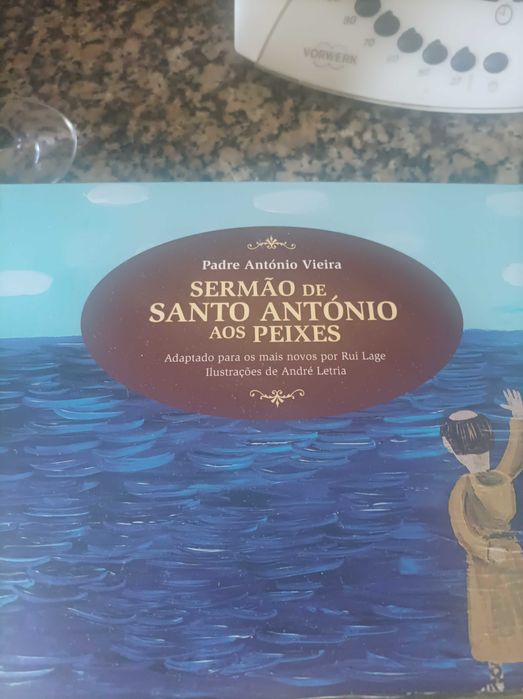 VORWERK
Padre António Vieira
SERMÃO DE
SANTO ANTÓNIO
AOS PEIXES
Adaptado para os mais novos por Rui Lage
Ilustrações de André Letria